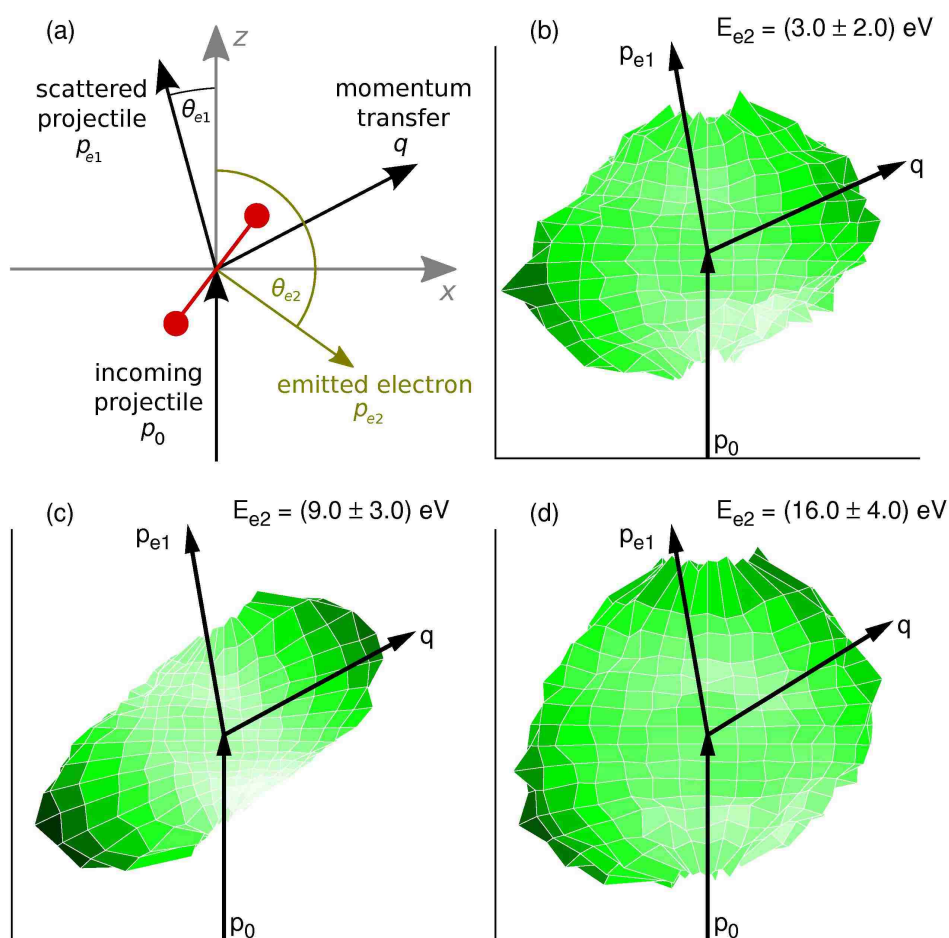 (a)
z
scattered
projectile
p_e1
θ_e1
momentum
transfer
q
x
θ_e2
incoming
projectile
p_0
emitted electron
p_e2
(b)
E_e2 = (3.0 ± 2.0) eV
p_e1
q
p_0
(c)
E_e2 = (9.0 ± 3.0) eV
p_e1
q
p_0
(d)
E_e2 = (16.0 ± 4.0) eV
p_e1
q
p_0